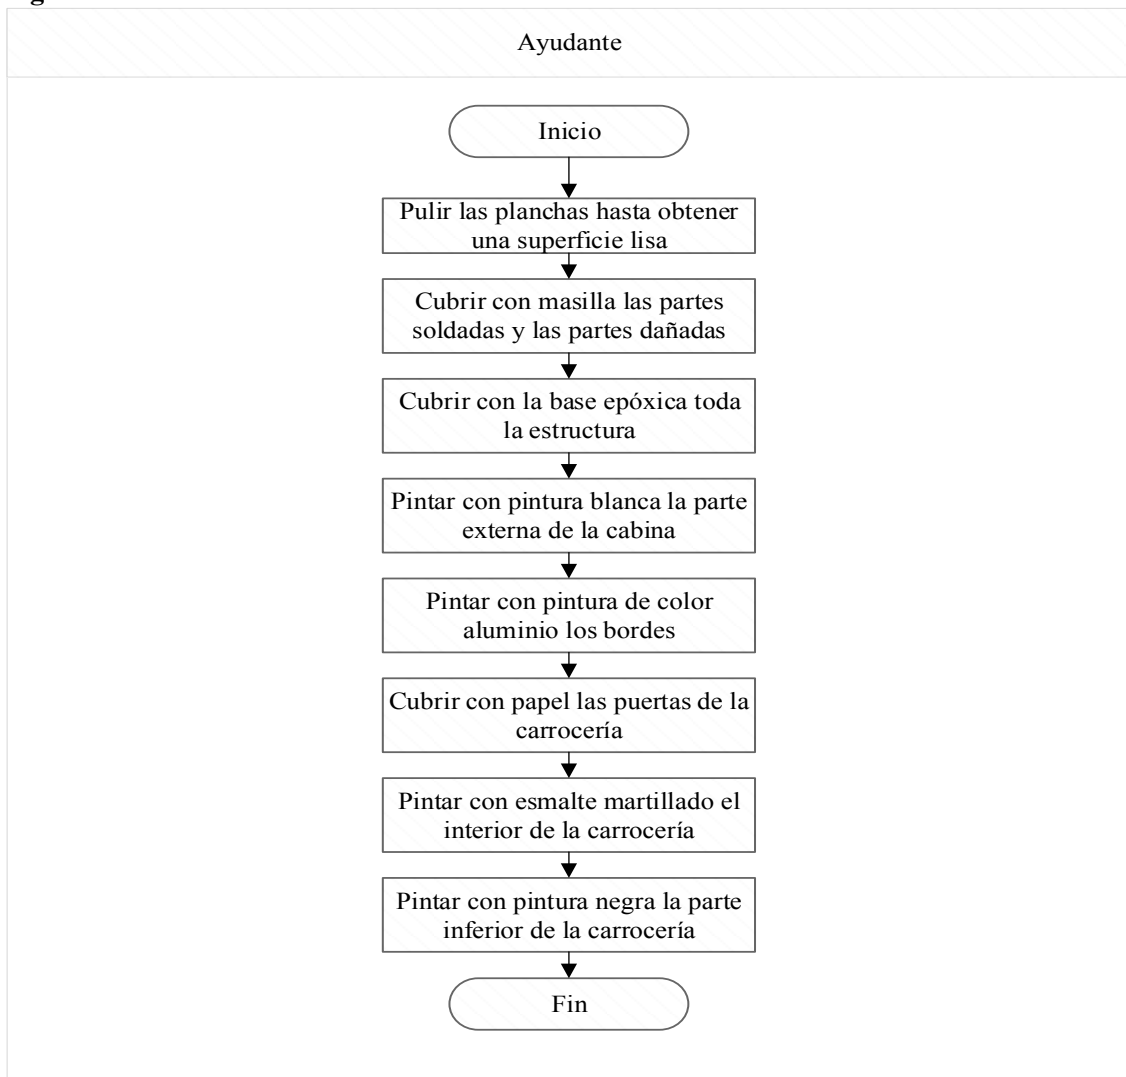 Ayudante
Inicio
Pulir las planchas hasta obtener
una superficie lisa
Cubrir con masilla las partes
soldadas y las partes dañadas
Cubrir con la base epóxica toda
la estructura
Pintar con pintura blanca la parte
externa de la cabina
Pintar con pintura de color
aluminio los bordes
Cubrir con papel las puertas de la
carrocería
Pintar con esmalte martillado el
interior de la carrocería
Pintar con pintura negra la parte
inferior de la carrocería
Fin